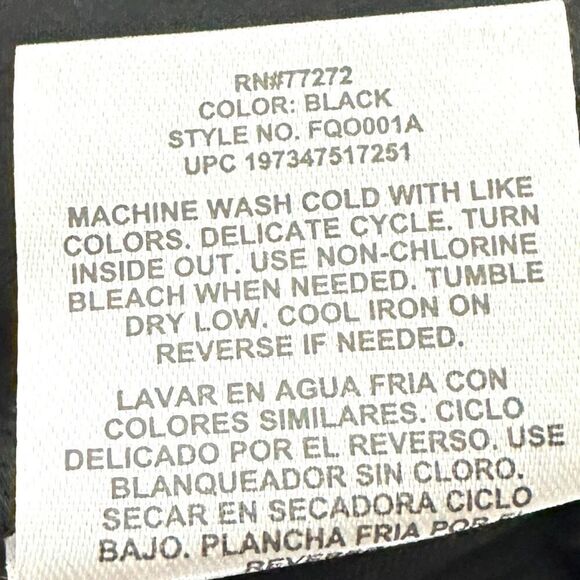 RN#77272
COLOR: BLACK
STYLE NO. FQO001A
UPC 197347517251
MACHINE WASH COLD WITH LIKE
COLORS. DELICATE CYCLE. TURN
INSIDE OUT. USE NON-CHLORINE
BLEACH WHEN NEEDED. TUMBLE
DRY LOW. COOL IRON ON
REVERSE IF NEEDED.
LAVAR EN AGUA FRIA CON
COLORES SIMILARES. CICLO
DELICADO POR EL REVERSO. USE
BLANQUEADOR SIN CLORO.
SECAR EN SECADORA CICLO
BAJO. PLANCHA FRIA POR EL